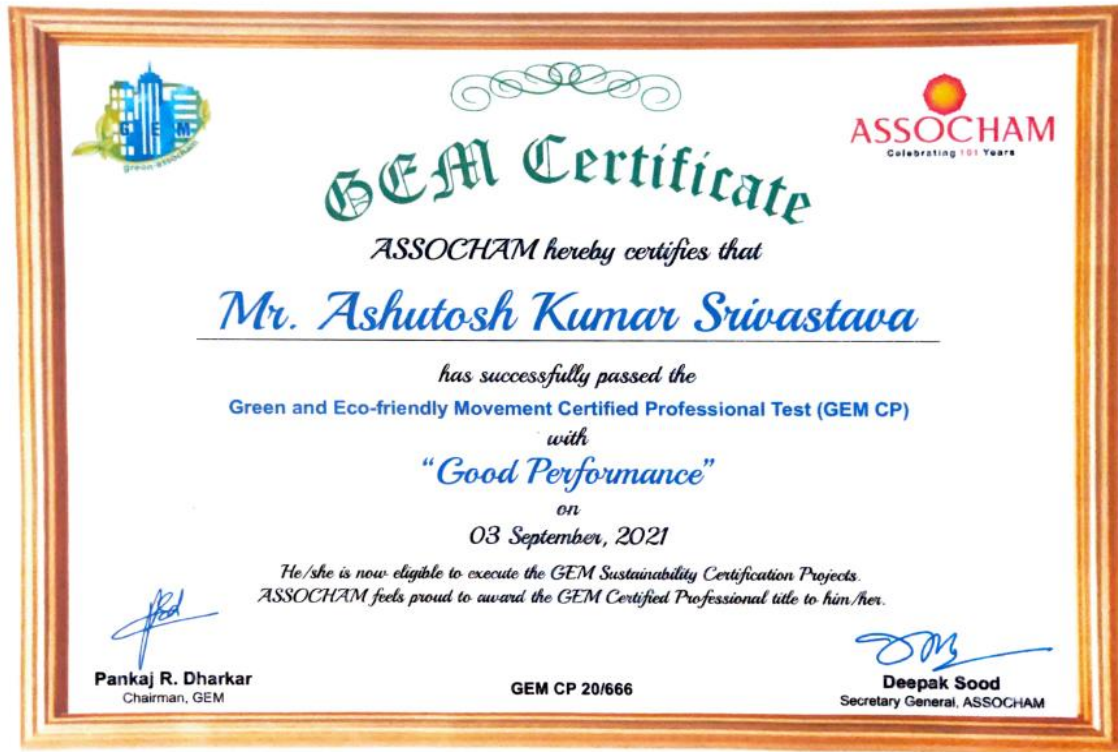 GEM
green-assocham
ASSOCHAM
Celebrating 101 Years
GEM Certificate
ASSOCHAM hereby certifies that
Mr. Ashutosh Kumar Srivastava
has successfully passed the
Green and Eco-friendly Movement Certified Professional Test (GEM CP)
with
“Good Performance”
on
03 September, 2021
He/she is now eligible to execute the GEM Sustainability Certification Projects.
ASSOCHAM feels proud to award the GEM Certified Professional title to him/her.
Pankaj R. Dharkar
Chairman, GEM
GEM CP 20/666
Deepak Sood
Secretary General, ASSOCHAM